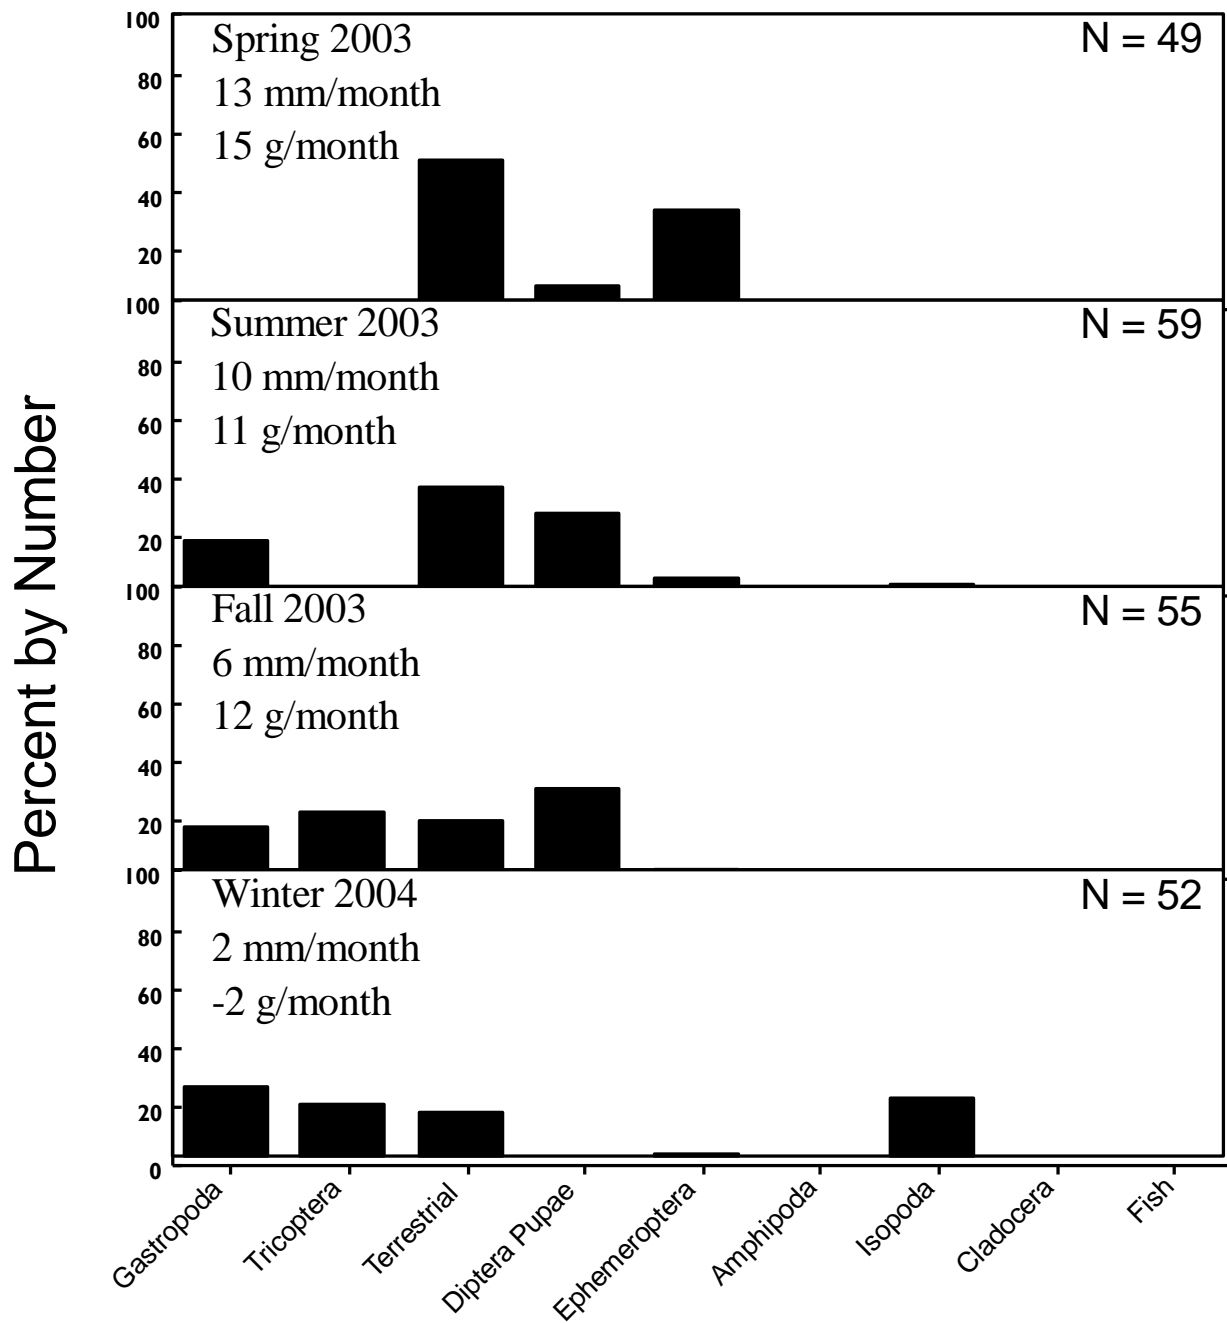 Percent by Number
100
Spring 2003
N = 49
80
13 mm/month
60
15 g/month
40
20
100
Summer 2003
N = 59
80
10 mm/month
60
11 g/month
40
20
100
Fall 2003
N = 55
80
6 mm/month
60
12 g/month
40
20
100
Winter 2004
N = 52
80
2 mm/month
60
-2 g/month
40
20
0
Gastropoda
Tricoptera
Terrestrial
Diptera Pupae
Ephemeroptera
Amphipoda
Isopoda
Cladocera
Fish